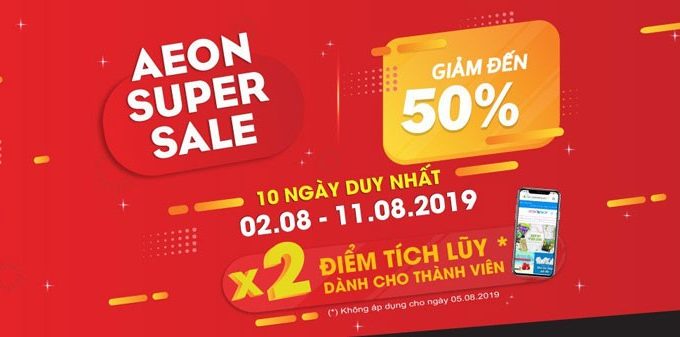 AEON
SUPER
SALE
GIẢM ĐẾN
50%
10 NGÀY DUY NHẤT
02.08 - 11.08.2019
x2 ĐIỂM TÍCH LŨY *
DÀNH CHO THÀNH VIÊN
(*) Không áp dụng cho ngày 05.08.2019